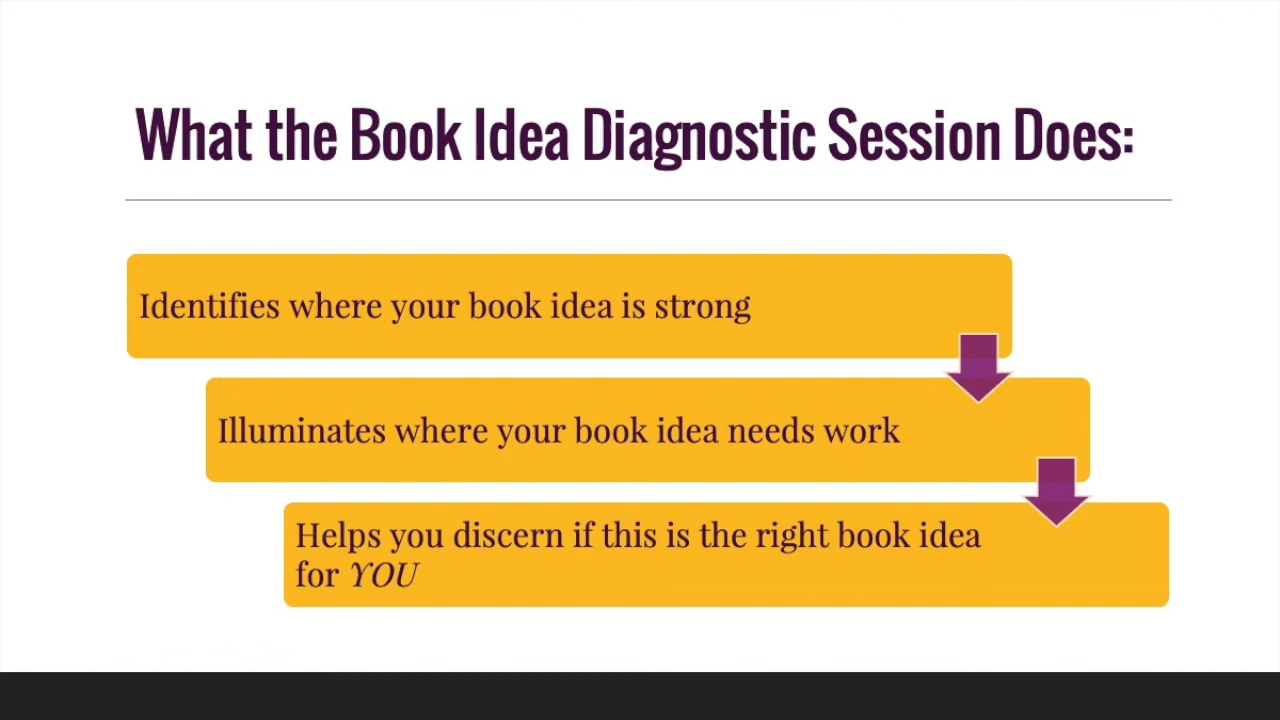 What the Book Idea Diagnostic Session Does:
Identifies where your book idea is strong
Illuminates where your book idea needs work
Helps you discern if this is the right book idea
for YOU